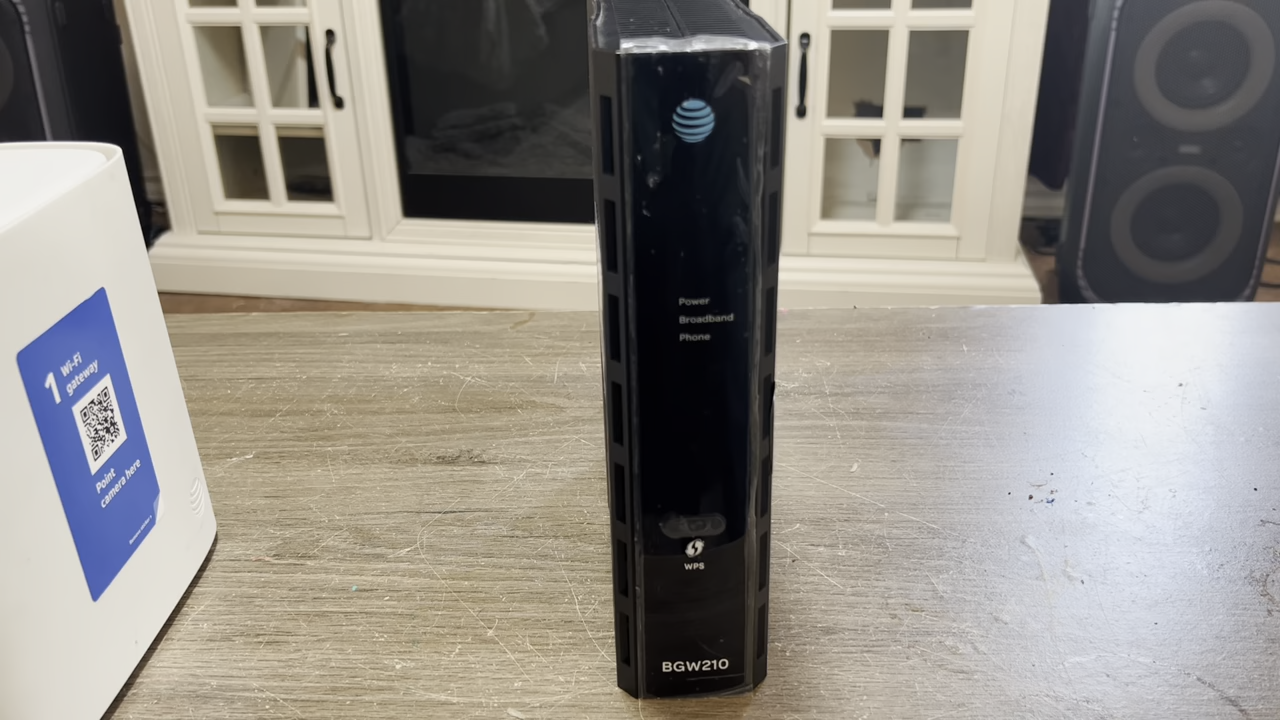 1 Wi-Fi
gateway
Point
camera here
Power
Broadband
Phone
WPS
BGW210